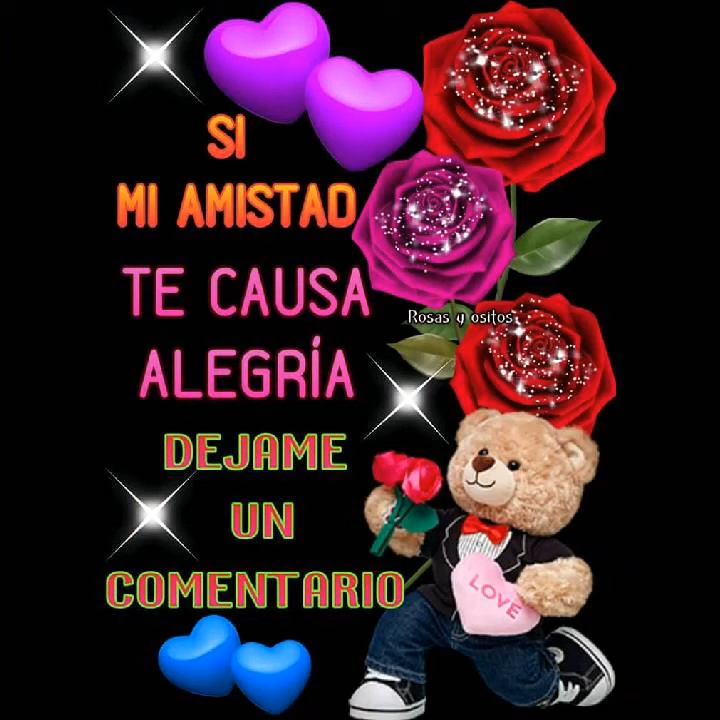 SI
MI AMISTAD
TE CAUSA
ALEGRÍA
Rosas y ositos
DEJAME
UN
COMENTARIO
LOVE